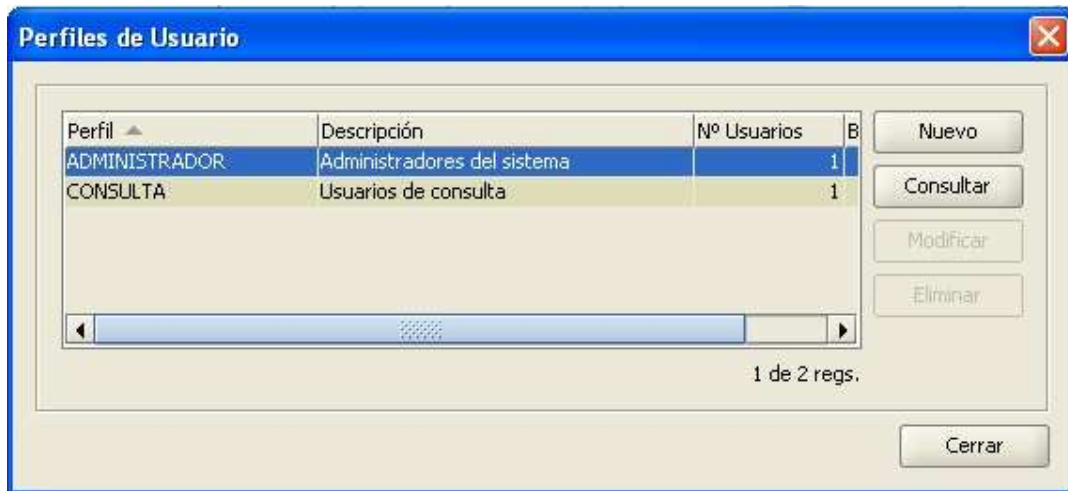 Perfiles de Usuario
Perfil Descripción Nº Usuarios B
ADMINISTRADOR Administradores del sistema 1
CONSULTA Usuarios de consulta 1
Nuevo
Consultar
Modificar
Eliminar
1 de 2 regs.
Cerrar